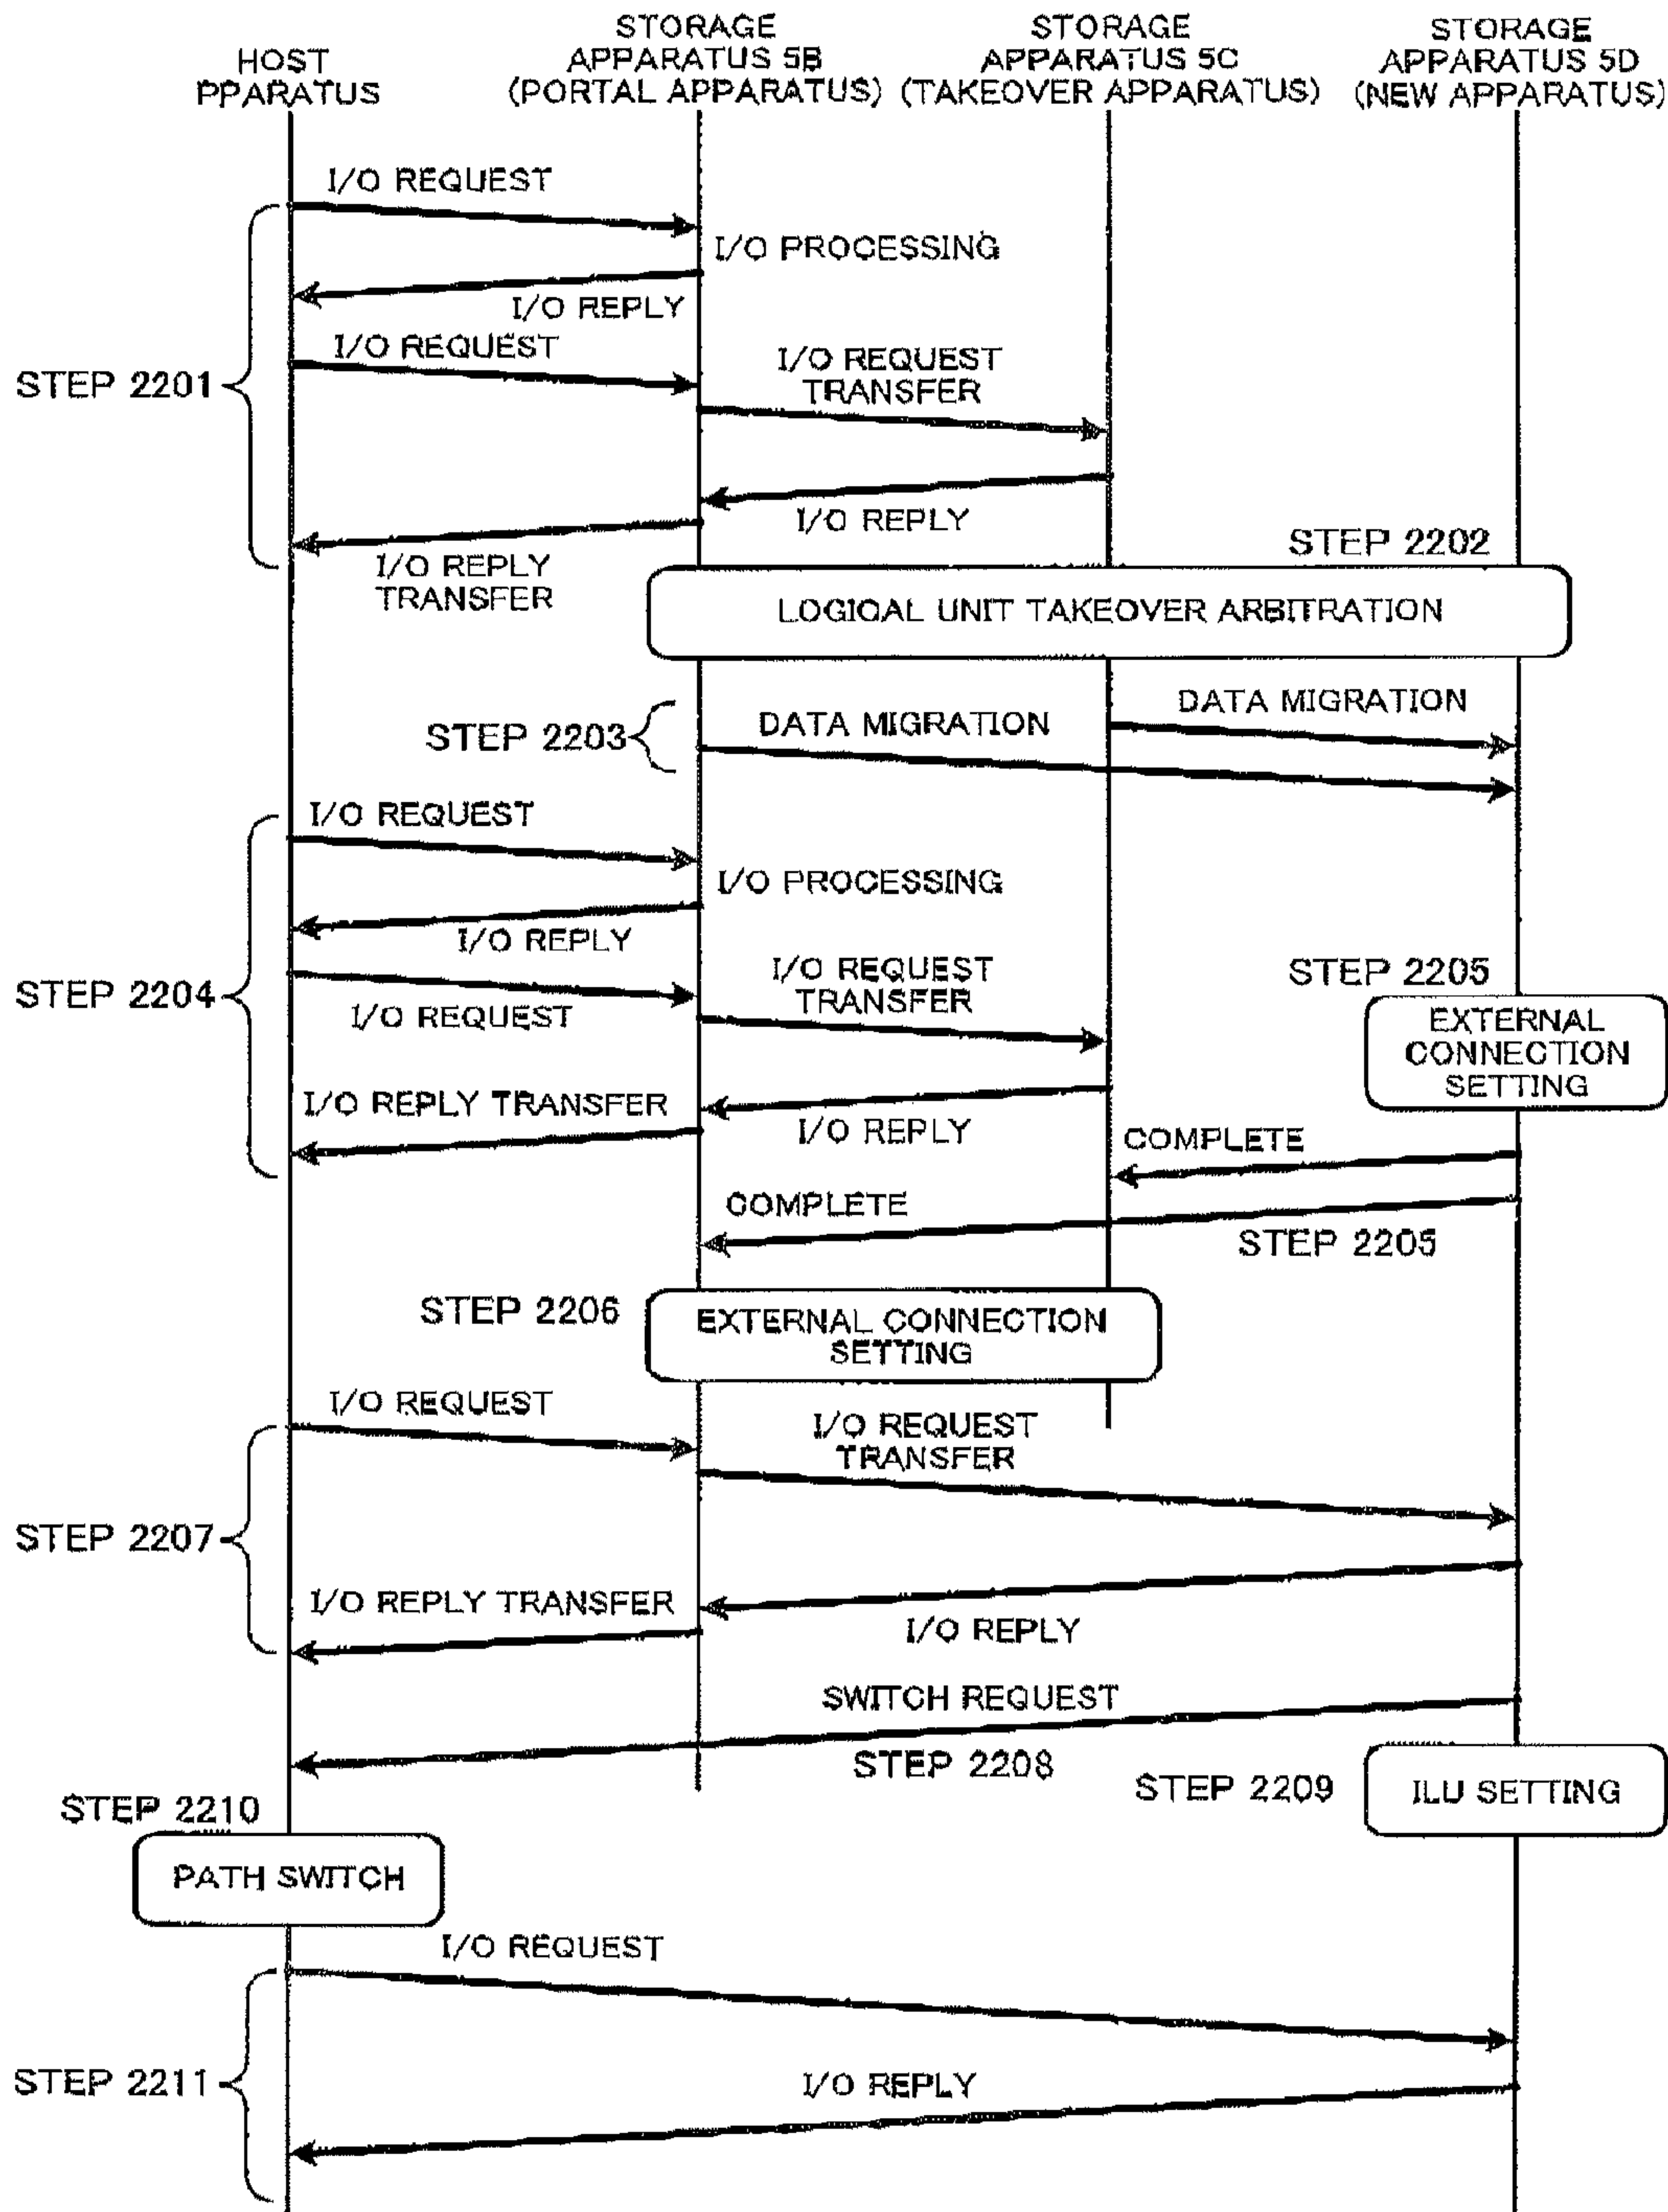 HOST
PPARATUS
STORAGE
APPARATUS 5B
(PORTAL APPARATUS)
STORAGE
APPARATUS 5C
(TAKEOVER APPARATUS)
STORAGE
APPARATUS 5D
(NEW APPARATUS)
I/O REQUEST
I/O PROCESSING
I/O REPLY
I/O REQUEST
I/O REQUEST
TRANSFER
STEP 2201
I/O REPLY
I/O REPLY
TRANSFER
STEP 2202
LOGICAL UNIT TAKEOVER ARBITRATION
DATA MIGRATION
DATA MIGRATION
STEP 2203
I/O REQUEST
I/O PROCESSING
I/O REPLY
I/O REQUEST
TRANSFER
STEP 2204
I/O REQUEST
STEP 2205
EXTERNAL
CONNECTION
SETTING
I/O REPLY TRANSFER
I/O REPLY
COMPLETE
COMPLETE
STEP 2205
STEP 2206
EXTERNAL CONNECTION
SETTING
I/O REQUEST
I/O REQUEST
TRANSFER
STEP 2207
I/O REPLY TRANSFER
I/O REPLY
SWITCH REQUEST
STEP 2208
STEP 2209
ILU SETTING
STEP 2210
PATH SWITCH
I/O REQUEST
STEP 2211
I/O REPLY